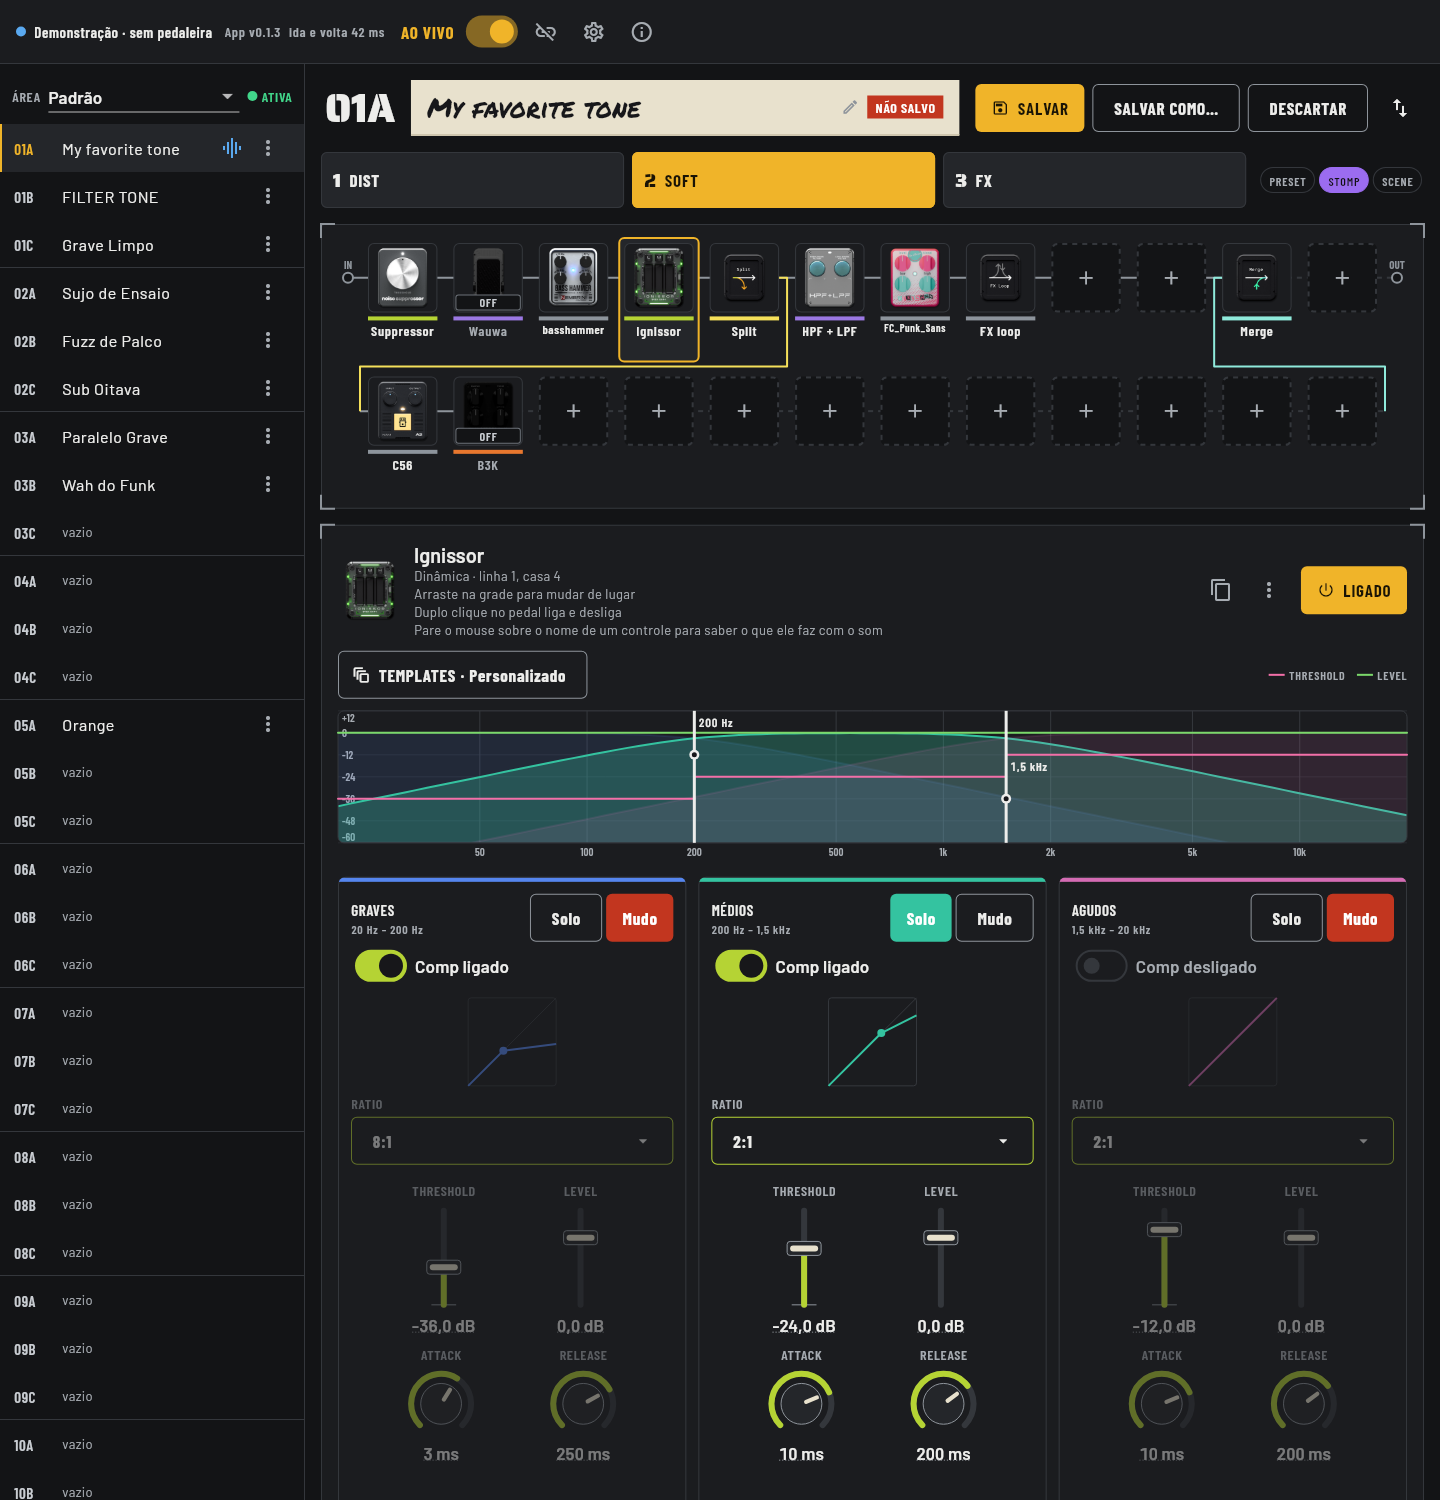 Demonstração · sem pedaleira App v0.1.3 Ida e volta 42 ms AO VIVO
ÁREA Padrão ATIVA
01A My favorite tone
01B FILTER TONE
01C Grave Limpo
02A Sujo de Ensaio
02B Fuzz de Palco
02C Sub Oitava
03A Paralelo Grave
03B Wah do Funk
03C vazio
04A vazio
04B vazio
04C vazio
05A Orange
05B vazio
05C vazio
06A vazio
06B vazio
06C vazio
07A vazio
07B vazio
07C vazio
08A vazio
08B vazio
08C vazio
09A vazio
09B vazio
09C vazio
10A vazio
10B vazio
01A My favorite tone NÃO SALVO SALVAR SALVAR COMO... DESCARTAR
1 DIST 2 SOFT 3 FX PRESET STOMP SCENE
IN OUT
Split FX Loop Merge
OFF
Suppressor Wauwa basshammer Ignissor Split HPF + LPF FC_Punk_Sans FX loop Merge
OFF
C56 B3K
Ignissor
Dinâmica · linha 1, casa 4
Arraste na grade para mudar de lugar
Duplo clique no pedal liga e desliga
Pare o mouse sobre o nome de um controle para saber o que ele faz com o som
LIGADO
TEMPLATES · Personalizado THRESHOLD LEVEL
+12
0
-12
-24
-36
-48
-60
200 Hz
1,5 kHz
50 100 200 500 1k 2k 5k 10k
GRAVES
20 Hz – 200 Hz
Solo Mudo
Comp ligado
RATIO
8:1
THRESHOLD LEVEL
-36,0 dB 0,0 dB
ATTACK RELEASE
3 ms 250 ms
MÉDIOS
200 Hz – 1,5 kHz
Solo Mudo
Comp ligado
RATIO
2:1
THRESHOLD LEVEL
-24,0 dB 0,0 dB
ATTACK RELEASE
10 ms 200 ms
AGUDOS
1,5 kHz – 20 kHz
Solo Mudo
Comp desligado
RATIO
2:1
THRESHOLD LEVEL
-12,0 dB 0,0 dB
ATTACK RELEASE
10 ms 200 ms